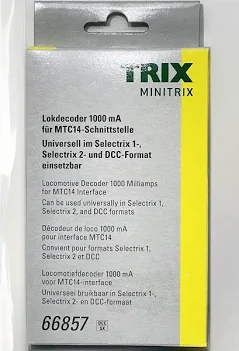 TRIX
MINITRIX
Lokdecoder 1000 mA
für MTC14-Schnittstelle
Universell im Selectrix 1-,
Selectrix 2- und DCC-Format
einsetzbar
Locomotive Decoder 1000 Milliamps
for MTC14 Interface
Can be used universally in Selectrix 1,
Selectrix 2, and DCC formats
Décodeur de loco 1000 mA
pour interface MTC14
Convient pour formats Selectrix 1,
Selectrix 2 et DCC
Locomotiefdecoder 1000 mA
voor MTC14-interface
Universeel bruikbaar in Selectrix 1-,
Selectrix 2- en DCC-formaat
66857
DCC
SX